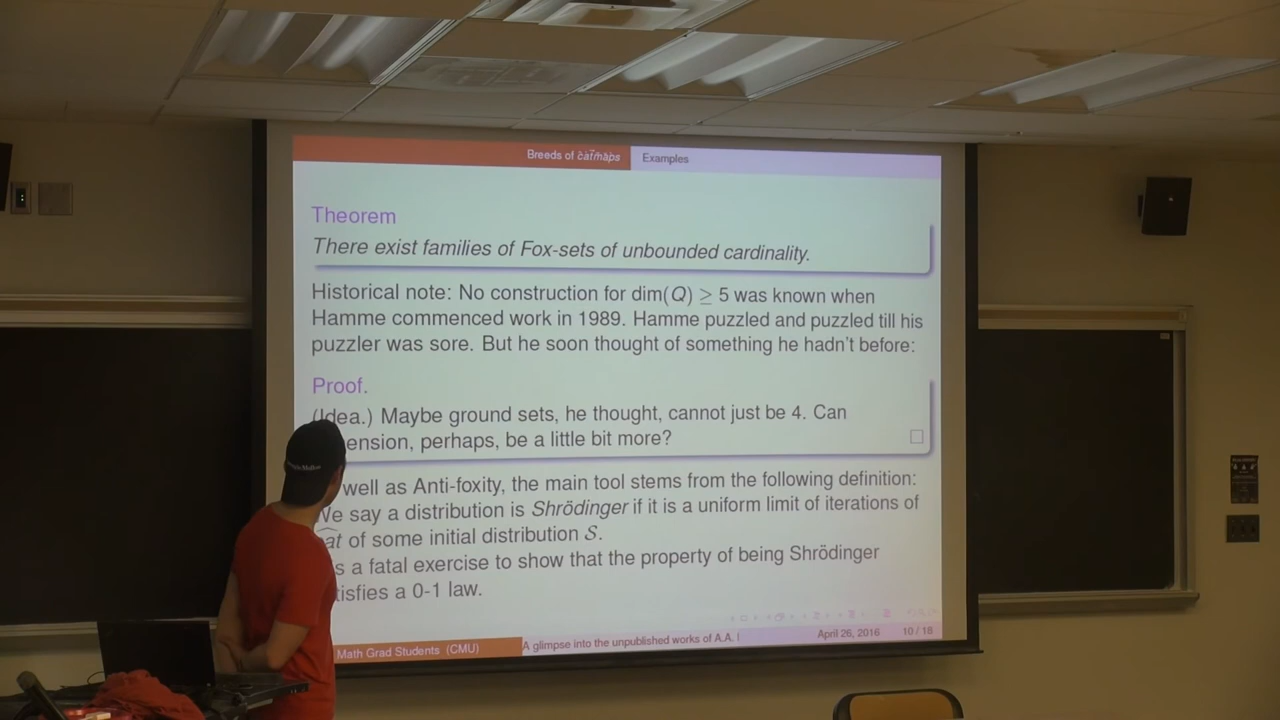 Breeds of c̄at̄m̄aps Examples
Theorem
There exist families of Fox-sets of unbounded cardinality.
Historical note: No construction for dim(Q) ≥ 5 was known when
Hamme commenced work in 1989. Hamme puzzled and puzzled till his
puzzler was sore. But he soon thought of something he hadn't before:
Proof.
(Idea.) Maybe ground sets, he thought, cannot just be 4. Can
ension, perhaps, be a little bit more? □
well as Anti-foxity, the main tool stems from the following definition:
We say a distribution is Shrödinger if it is a uniform limit of iterations of
at of some initial distribution S.
s a fatal exercise to show that the property of being Shrödinger
tisfies a 0-1 law.
Math Grad Students (CMU) A glimpse into the unpublished works of A.A. April 26, 2016 10 / 18